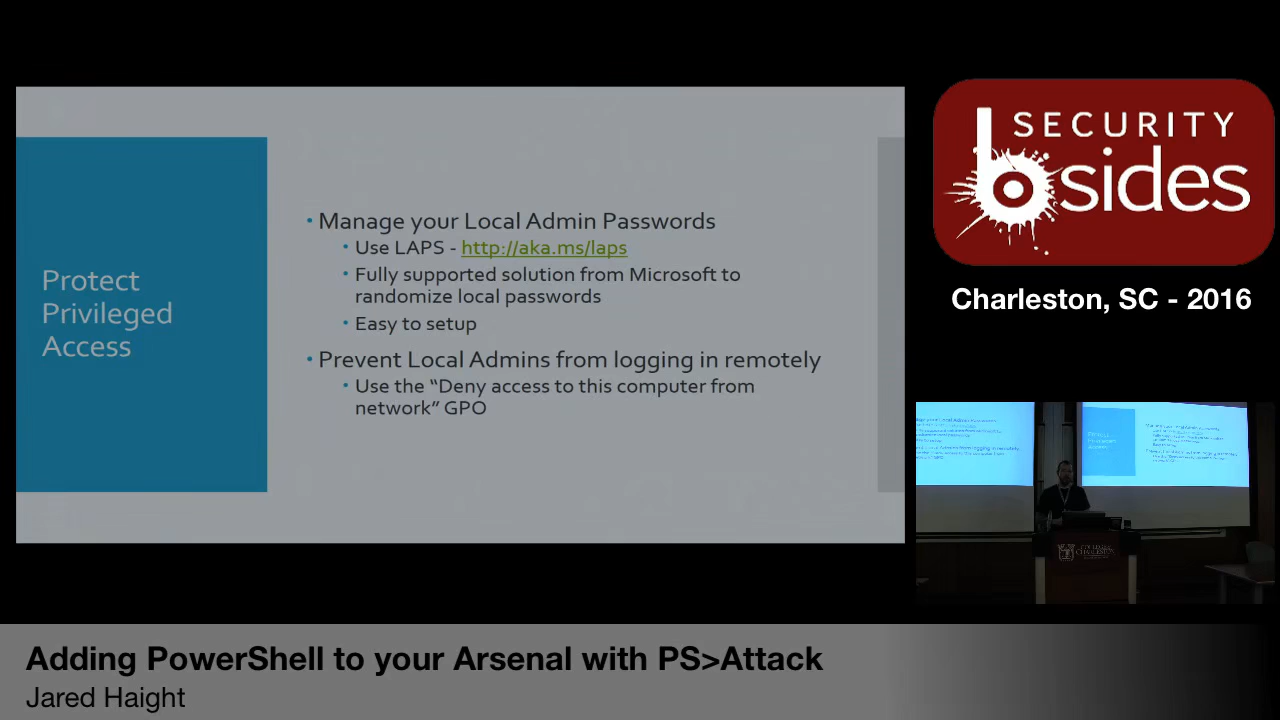 Protect
Privileged
Access
• Manage your Local Admin Passwords
• Use LAPS - http://aka.ms/laps
• Fully supported solution from Microsoft to
randomize local passwords
• Easy to setup
• Prevent Local Admins from logging in remotely
• Use the “Deny access to this computer from
network” GPO
SECURITY
bsides
Charleston, SC - 2016
Adding PowerShell to your Arsenal with PS>Attack
Jared Haight